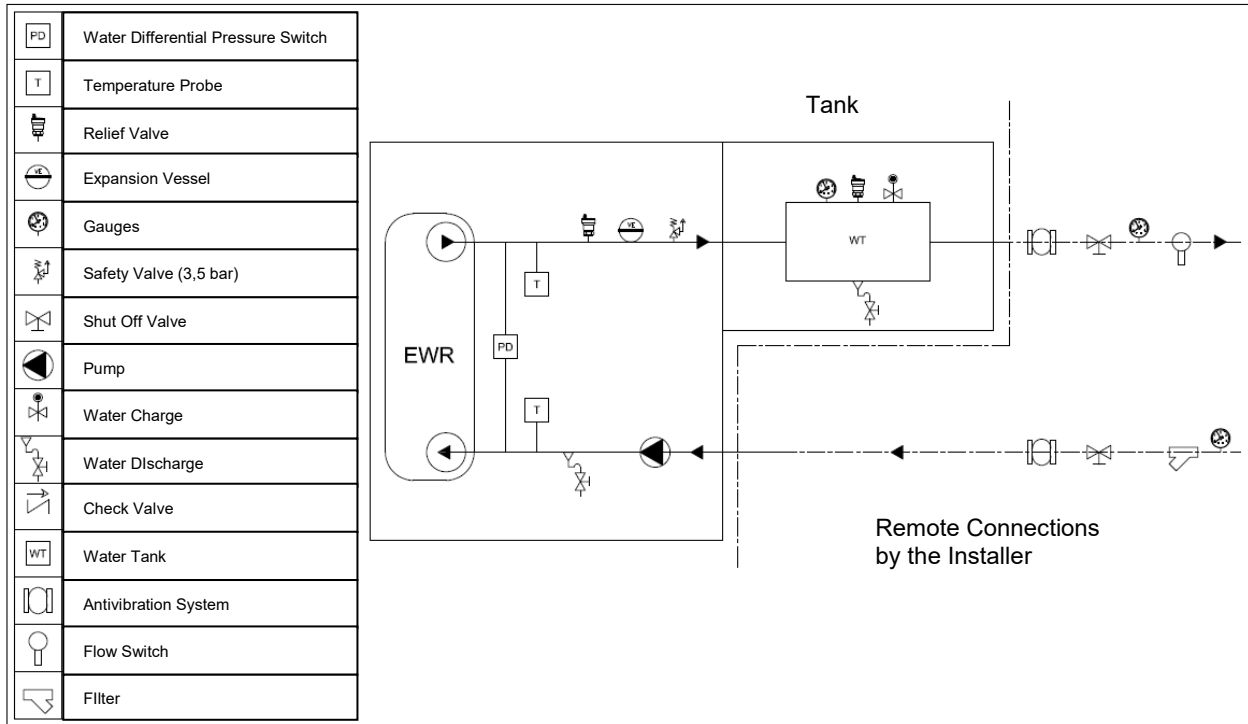 PD Water Differential Pressure Switch
T Temperature Probe
Relief Valve
VE Expansion Vessel
Gauges
Safety Valve (3,5 bar)
Shut Off Valve
Pump
Water Charge
Water DIscharge
Check Valve
WT Water Tank
Antivibration System
Flow Switch
FIlter
Tank
VE
WT
T
EWR
PD
T
Remote Connections
by the Installer